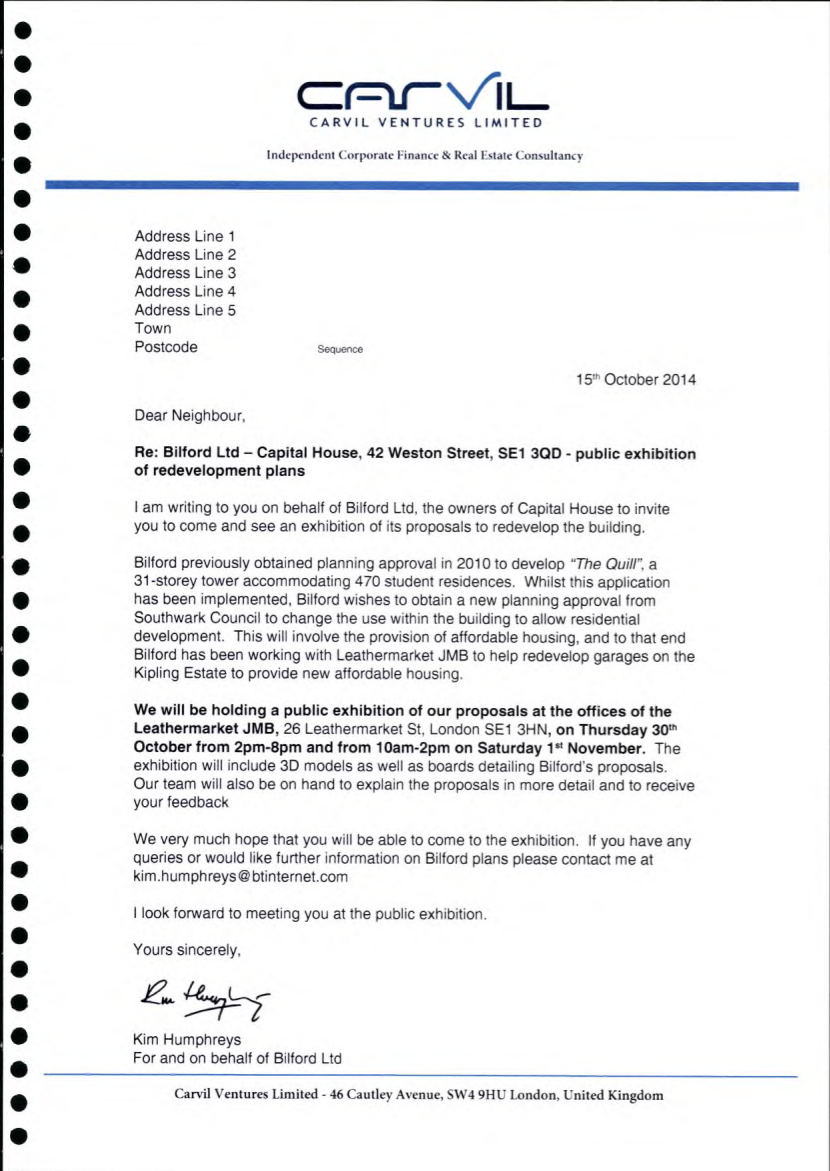 CARVIL
CARVIL VENTURES LIMITED
Independent Corporate Finance & Real Estate Consultancy
Address Line 1
Address Line 2
Address Line 3
Address Line 4
Address Line 5
Town
Postcode Sequence
15th October 2014
Dear Neighbour,
Re: Bilford Ltd – Capital House, 42 Weston Street, SE1 3QD - public exhibition
of redevelopment plans
I am writing to you on behalf of Bilford Ltd, the owners of Capital House to invite
you to come and see an exhibition of its proposals to redevelop the building.
Bilford previously obtained planning approval in 2010 to develop "The Quill", a
31-storey tower accommodating 470 student residences. Whilst this application
has been implemented, Bilford wishes to obtain a new planning approval from
Southwark Council to change the use within the building to allow residential
development. This will involve the provision of affordable housing, and to that end
Bilford has been working with Leathermarket JMB to help redevelop garages on the
Kipling Estate to provide new affordable housing.
We will be holding a public exhibition of our proposals at the offices of the
Leathermarket JMB, 26 Leathermarket St, London SE1 3HN, on Thursday 30th
October from 2pm-8pm and from 10am-2pm on Saturday 1st November. The
exhibition will include 3D models as well as boards detailing Bilford's proposals.
Our team will also be on hand to explain the proposals in more detail and to receive
your feedback
We very much hope that you will be able to come to the exhibition. If you have any
queries or would like further information on Bilford plans please contact me at
kim.humphreys@btinternet.com
I look forward to meeting you at the public exhibition.
Yours sincerely,
Kim Humphreys
Kim Humphreys
For and on behalf of Bilford Ltd
Carvil Ventures Limited - 46 Cautley Avenue, SW4 9HU London, United Kingdom